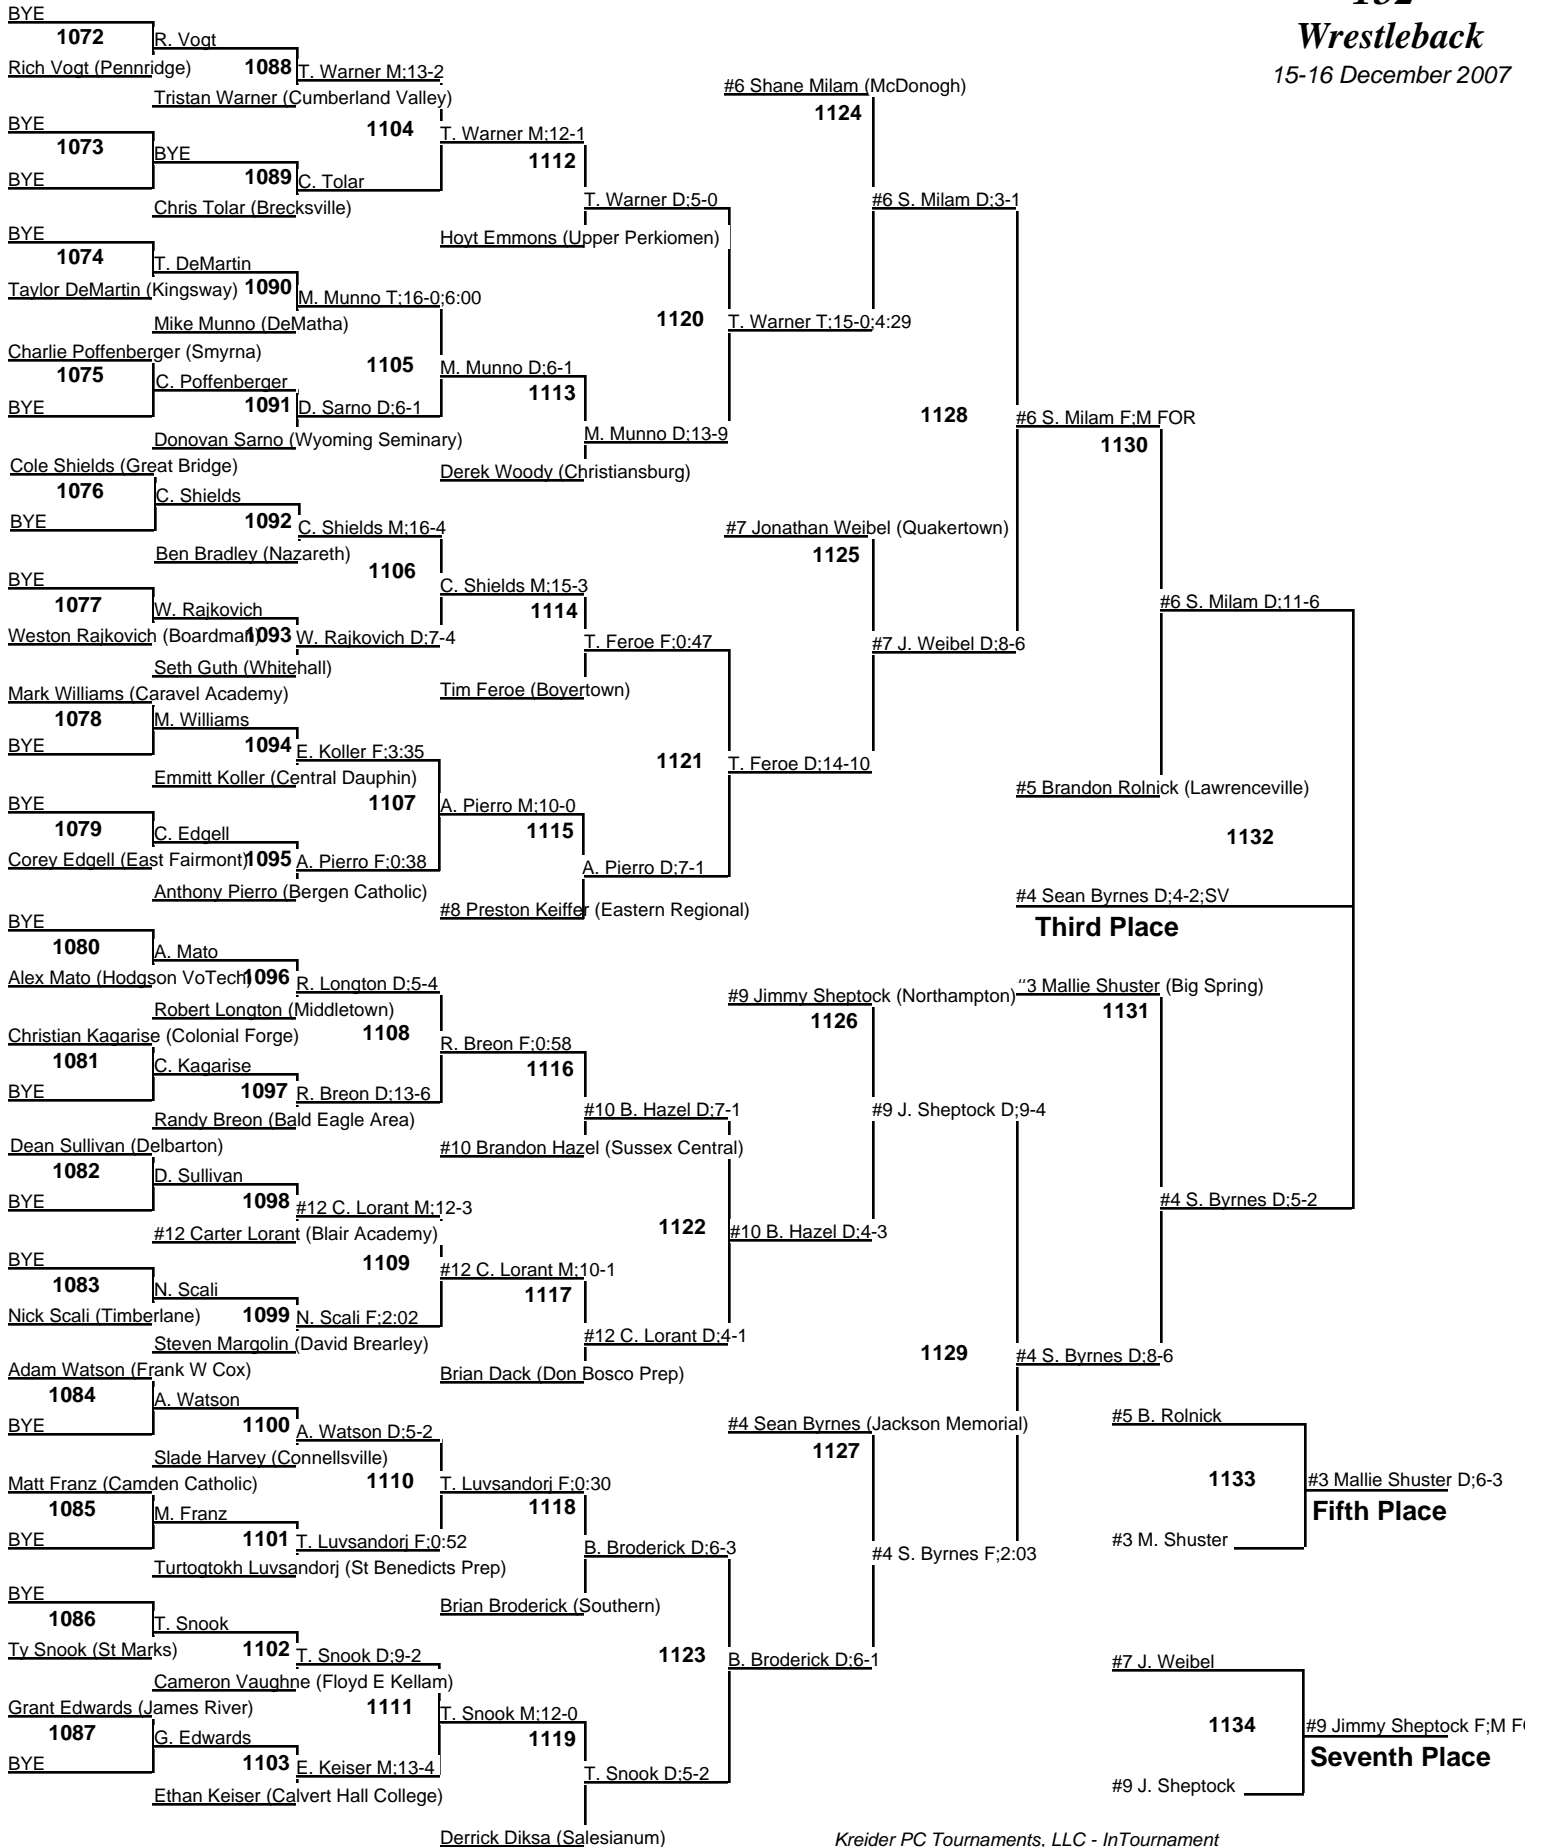 Wrestleback
15-16 December 2007
BYE
1072
R. Vogt
Rich Vogt (Pennridge)
1088
T. Warner M;13-2
Tristan Warner (Cumberland Valley)
1104
T. Warner M;12-1
BYE
1073
BYE
BYE
1089
C. Tolar
Chris Tolar (Brecksville)
1112
T. Warner D;5-0
Hoyt Emmons (Upper Perkiomen)
BYE
1074
T. DeMartin
Taylor DeMartin (Kingsway)
1090
M. Munno T;16-0;6:00
Mike Munno (DeMatha)
1105
M. Munno D;6-1
Charlie Poffenberger (Smyrna)
1075
C. Poffenberger
BYE
1091
D. Sarno D;6-1
Donovan Sarno (Wyoming Seminary)
1113
M. Munno D;13-9
Derek Woody (Christiansburg)
1120
T. Warner T;15-0;4:29
#6 Shane Milam (McDonogh)
1124
#6 S. Milam D;3-1
Cole Shields (Great Bridge)
1076
C. Shields
BYE
1092
C. Shields M;16-4
Ben Bradley (Nazareth)
1106
C. Shields M;15-3
BYE
1077
W. Rajkovich
Weston Rajkovich (Boardman)
1093
W. Rajkovich D;7-4
Seth Guth (Whitehall)
1114
T. Feroe F;0:47
Tim Feroe (Boyertown)
Mark Williams (Caravel Academy)
1078
M. Williams
BYE
1094
E. Koller F;3:35
Emmitt Koller (Central Dauphin)
1107
A. Pierro M;10-0
BYE
1079
C. Edgell
Corey Edgell (East Fairmont)
1095
A. Pierro F;0:38
Anthony Pierro (Bergen Catholic)
1115
A. Pierro D;7-1
#8 Preston Keiffer (Eastern Regional)
1121
T. Feroe D;14-10
#7 Jonathan Weibel (Quakertown)
1125
#7 J. Weibel D;8-6
1128
#6 S. Milam F;M FOR
1130
#6 S. Milam D;11-6
#5 Brandon Rolnick (Lawrenceville)
1132
#4 Sean Byrnes D;4-2;SV
Third Place
BYE
1080
A. Mato
Alex Mato (Hodgson VoTech)
1096
R. Longton D;5-4
Robert Longton (Middletown)
1108
R. Breon F;0:58
Christian Kagarise (Colonial Forge)
1081
C. Kagarise
BYE
1097
R. Breon D;13-6
Randy Breon (Bald Eagle Area)
1116
#10 B. Hazel D;7-1
#10 Brandon Hazel (Sussex Central)
Dean Sullivan (Delbarton)
1082
D. Sullivan
BYE
1098
#12 C. Lorant M;12-3
#12 Carter Lorant (Blair Academy)
1109
#12 C. Lorant M;10-1
BYE
1083
N. Scali
Nick Scali (Timberlane)
1099
N. Scali F;2:02
Steven Margolin (David Brearley)
1117
#12 C. Lorant D;4-1
Brian Dack (Don Bosco Prep)
1122
#10 B. Hazel D;4-3
#9 Jimmy Sheptock (Northampton)
1126
#9 J. Sheptock D;9-4
#3 Mallie Shuster (Big Spring)
1131
#4 S. Byrnes D;5-2
Adam Watson (Frank W Cox)
1084
A. Watson
BYE
1100
A. Watson D;5-2
Slade Harvey (Connellsville)
1110
T. Luvsandorj F;0:30
Matt Franz (Camden Catholic)
1085
M. Franz
BYE
1101
T. Luvsandorj F;0:52
Turtogtokh Luvsandorj (St Benedicts Prep)
1118
B. Broderick D;6-3
Brian Broderick (Southern)
BYE
1086
T. Snook
Ty Snook (St Marks)
1102
T. Snook D;9-2
Cameron Vaughne (Floyd E Kellam)
1111
T. Snook M;12-0
Grant Edwards (James River)
1087
G. Edwards
BYE
1103
E. Keiser M;13-4
Ethan Keiser (Calvert Hall College)
1119
T. Snook D;5-2
Derrick Diksa (Salesianum)
1123
B. Broderick D;6-1
#4 Sean Byrnes (Jackson Memorial)
1127
#4 S. Byrnes F;2:03
1129
#4 S. Byrnes D;8-6
#5 B. Rolnick
1133
#3 Mallie Shuster D;6-3
Fifth Place
#3 M. Shuster
#7 J. Weibel
1134
#9 Jimmy Sheptock F;M
Seventh Place
#9 J. Sheptock
Kreider PC Tournaments, LLC - InTournament